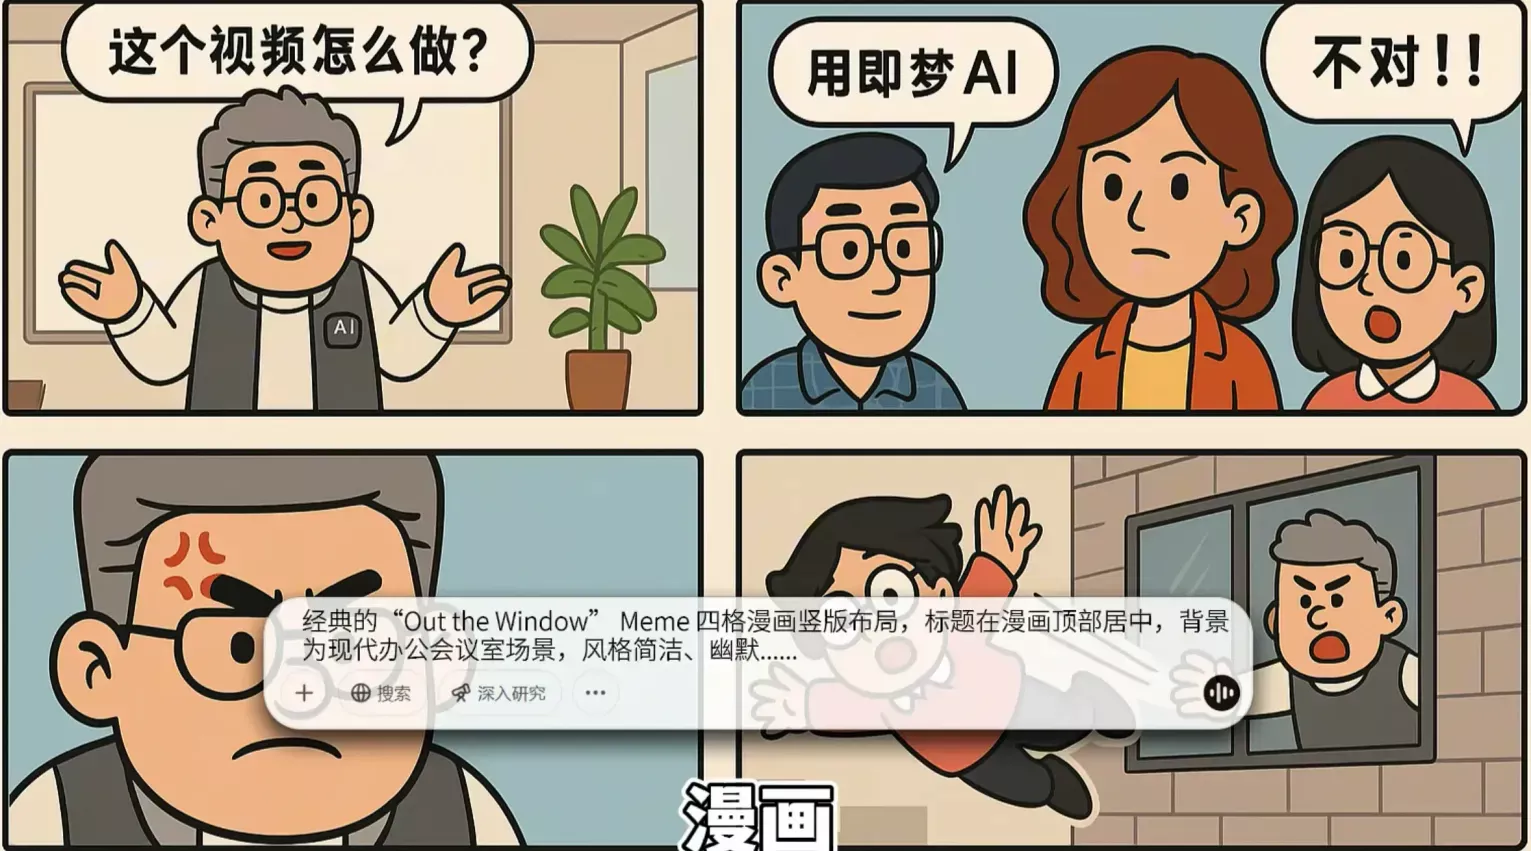 这个视频怎么做？
用即梦AI
不对！！
AI
经典的“Out the Window” Meme 四格漫画竖版布局，标题在漫画顶部居中，背景
为现代办公会议室场景，风格简洁、幽默......
搜索
深入研究
漫画